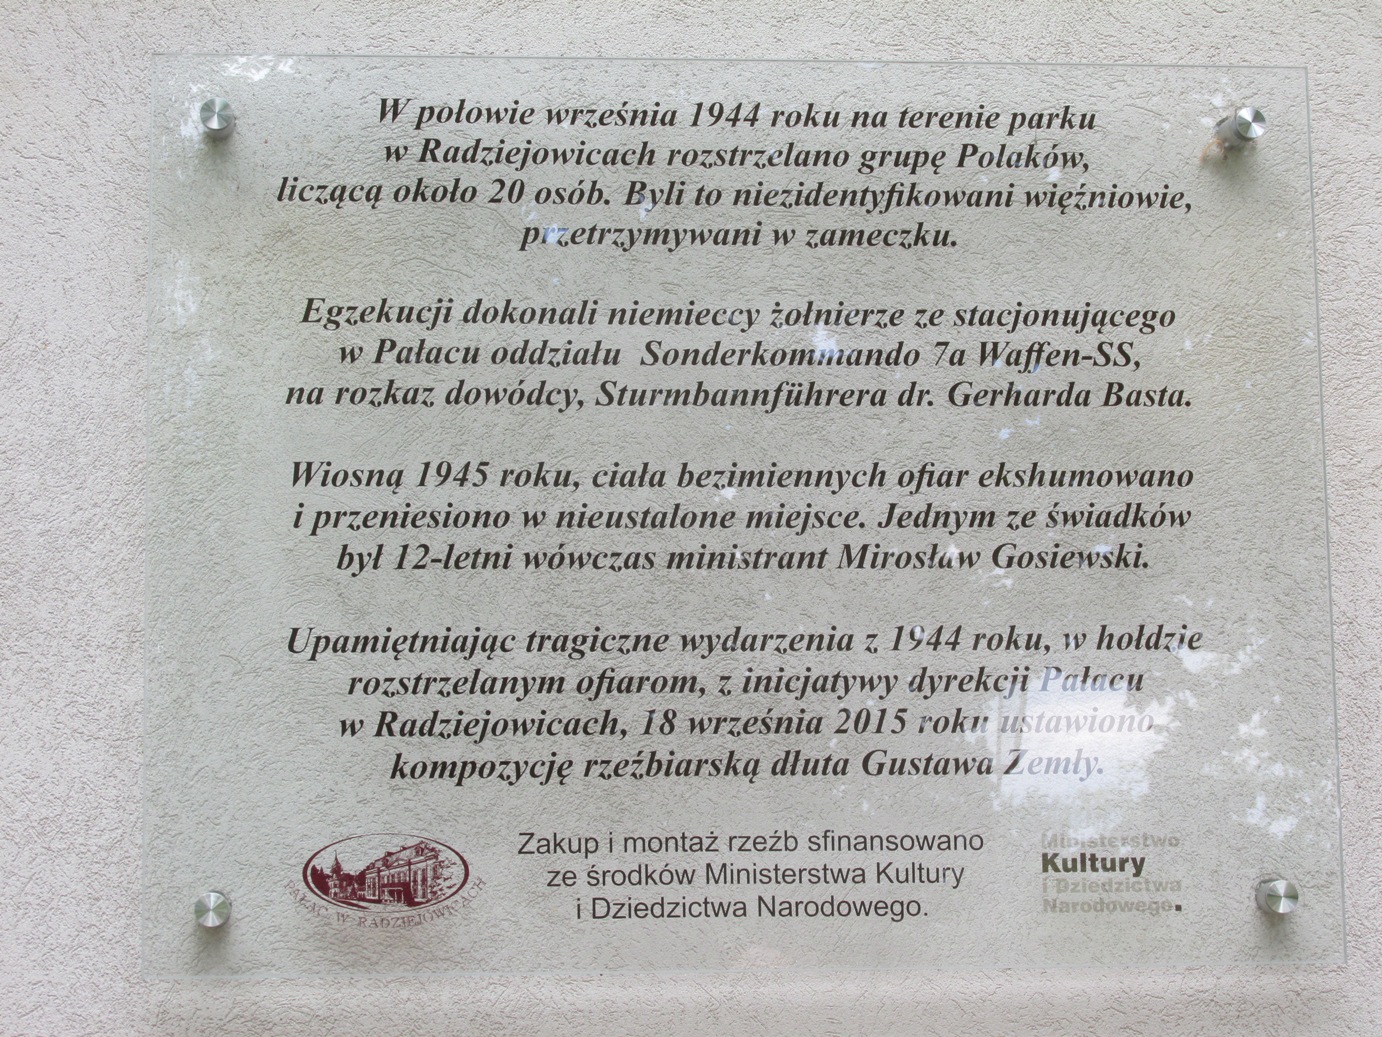 W połowie września 1944 roku na terenie parku
w Radziejowicach rozstrzelano grupę Polaków,
liczącą około 20 osób. Byli to niezidentyfikowani więźniowie,
przetrzymywani w zameczku.
Egzekucji dokonali niemieccy żołnierze ze stacjonującego
w Pałacu oddziału Sonderkommando 7a Waffen-SS,
na rozkaz dowódcy, Sturmbannführera dr. Gerharda Basta.
Wiosną 1945 roku, ciała bezimiennych ofiar ekshumowano
i przeniesiono w nieustalone miejsce. Jednym ze świadków
był 12-letni wówczas ministrant Mirosław Gosiewski.
Upamiętniając tragiczne wydarzenia z 1944 roku, w hołdzie
rozstrzelanym ofiarom, z inicjatywy dyrekcji Pałacu
w Radziejowicach, 18 września 2015 roku ustawiono
kompozycję rzeźbiarską dłuta Gustawa Zemły.
PAŁAC W RADZIEJOWICACH
Zakup i montaż rzeźb sfinansowano
ze środków Ministerstwa Kultury
i Dziedzictwa Narodowego.
Ministerstwo
Kultury
i Dziedzictwa
Narodowego.